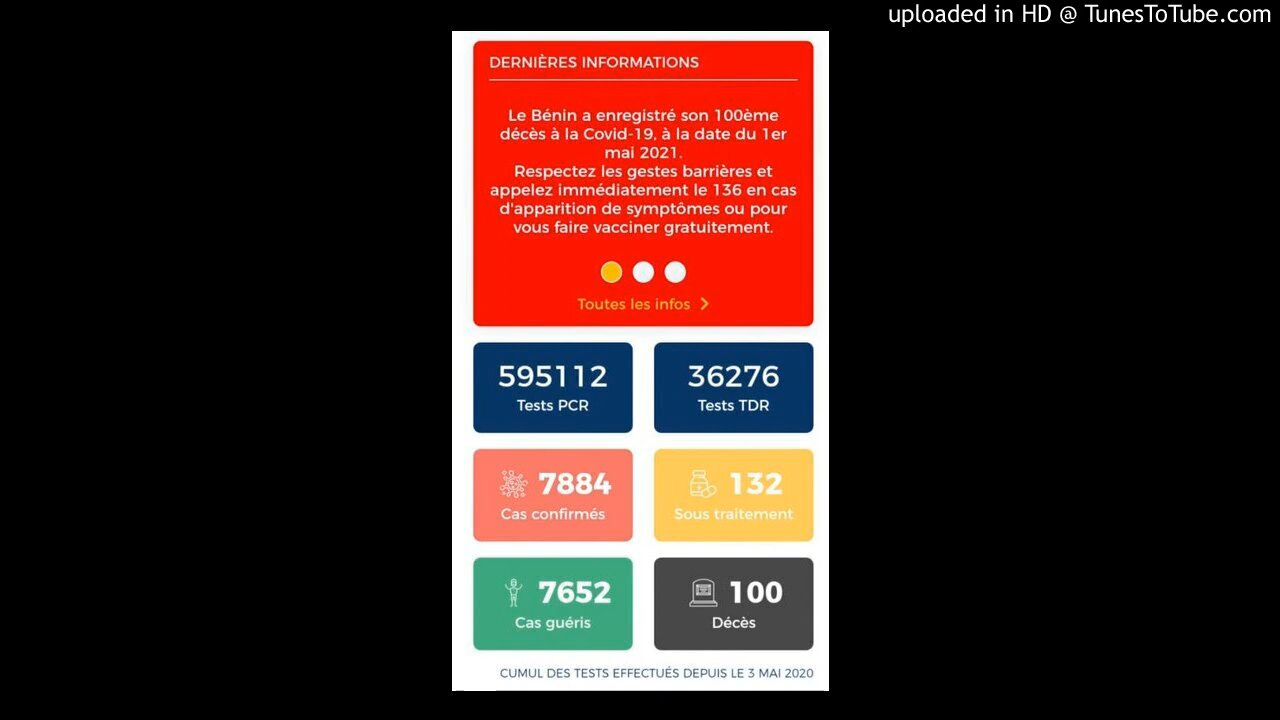 uploaded in HD @ TunesToTube.com
DERNIÈRES INFORMATIONS
Le Bénin a enregistré son 100ème
décès à la Covid-19, à la date du 1er
mai 2021.
Respectez les gestes barrières et
appelez immédiatement le 136 en cas
d'apparition de symptômes ou pour
vous faire vacciner gratuitement.
Toutes les infos
595112
Tests PCR
36276
Tests TDR
7884
Cas confirmés
132
Sous traitement
7652
Cas guéris
100
Décès
CUMUL DES TESTS EFFECTUÉS DEPUIS LE 3 MAI 2020